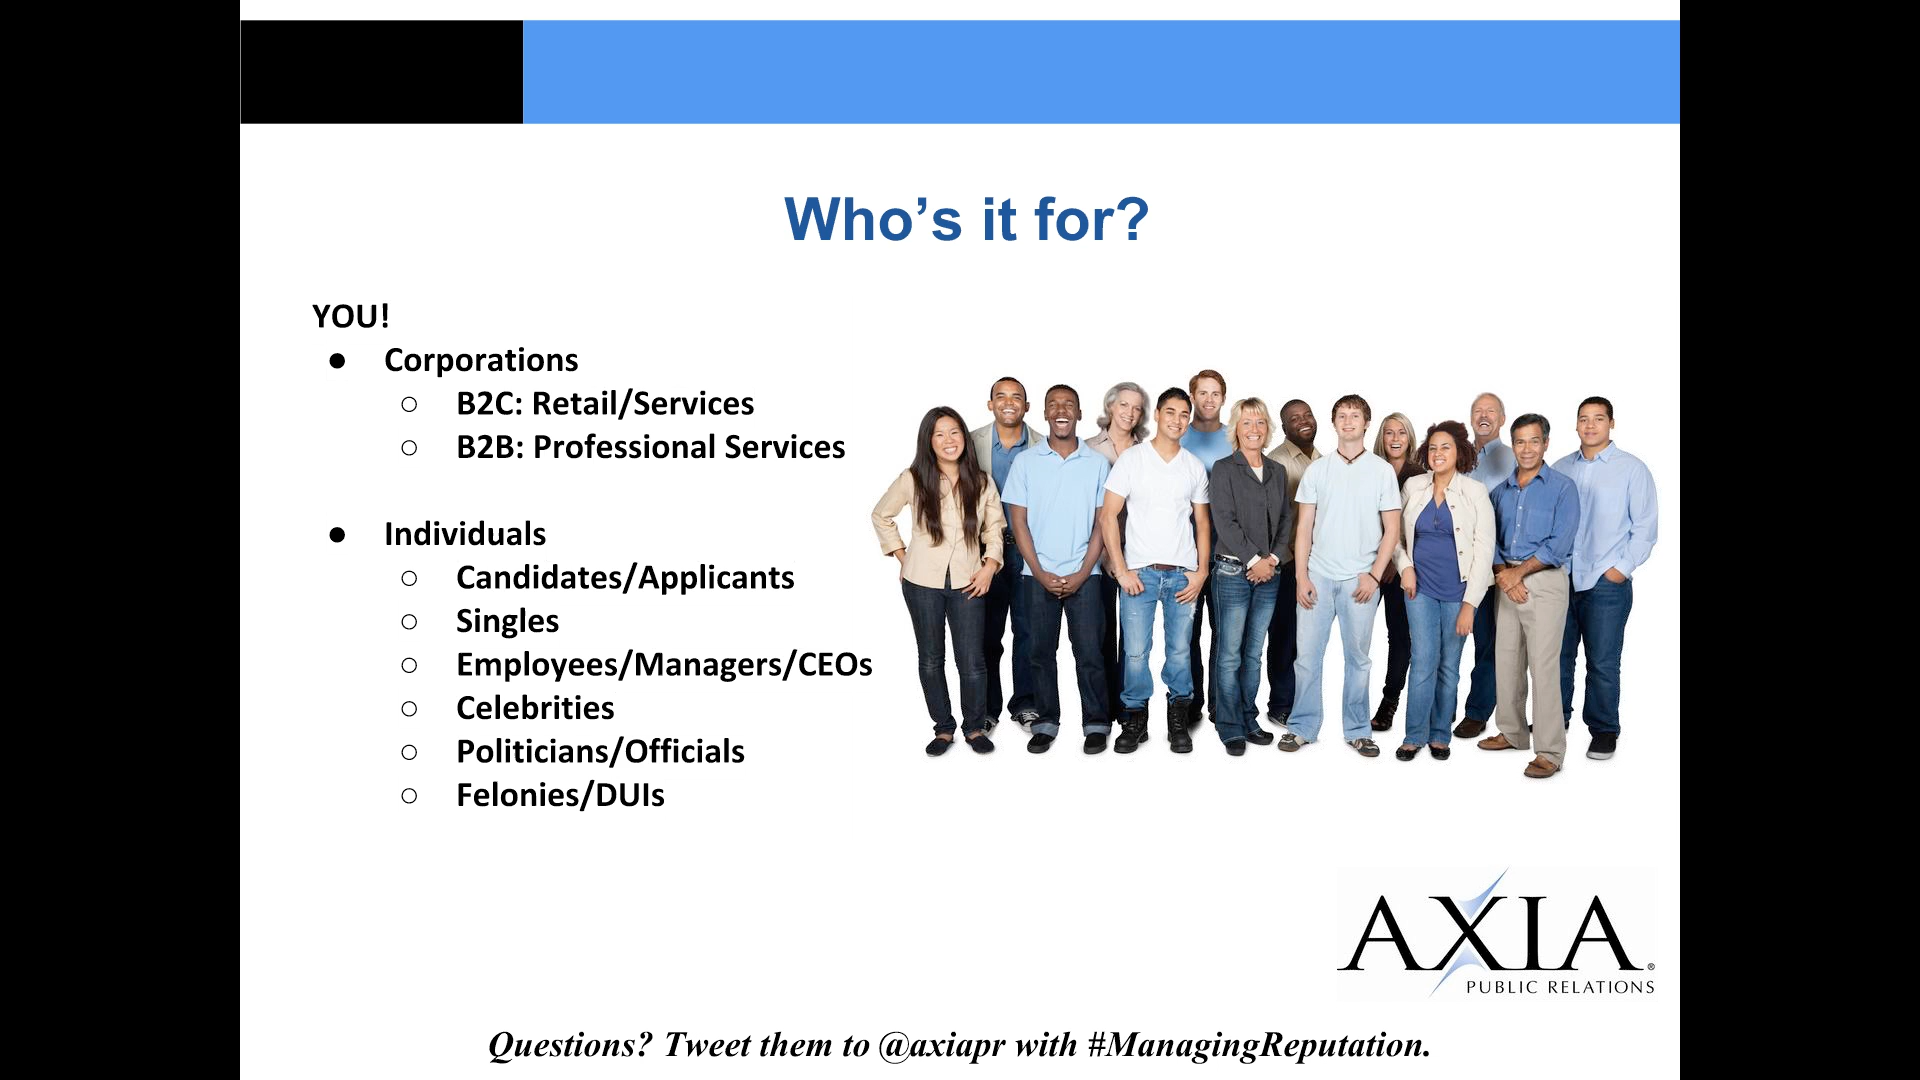 Who’s it for?
YOU!
● Corporations
○ B2C: Retail/Services
○ B2B: Professional Services
● Individuals
○ Candidates/Applicants
○ Singles
○ Employees/Managers/CEOs
○ Celebrities
○ Politicians/Officials
○ Felonies/DUIs
AXIA®
PUBLIC RELATIONS
Questions? Tweet them to @axiapr with #ManagingReputation.